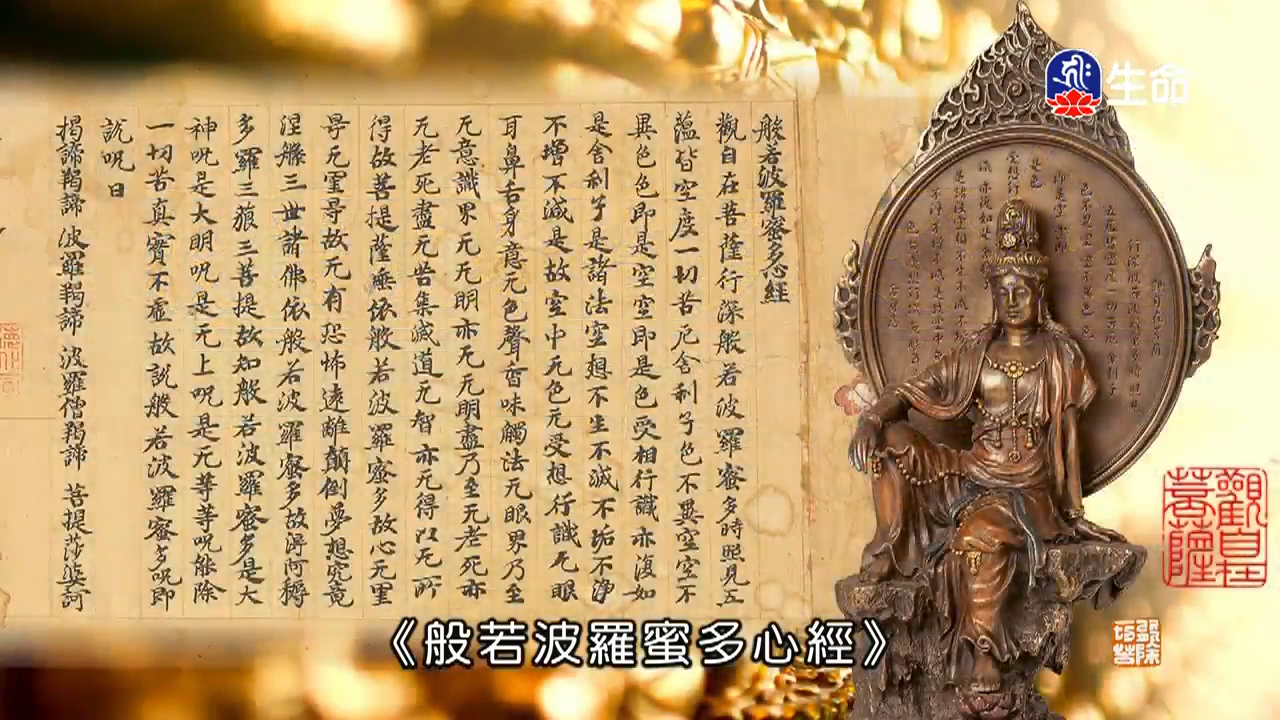 生命
般若波羅蜜多心經
觀自在菩薩行深般若波羅蜜多時照見五
蘊皆空度一切苦厄舍利子色不異空空不
異色色即是空空即是色受相行識亦復如
是舍利子是諸法空想不生不滅不垢不淨
不增不減是故空中无色无受想行識无眼
耳鼻舌身意无色聲香味觸法无眼界乃至
无意識界无无明亦无无明盡乃至无老死亦
无老死盡无苦集滅道无智亦无得以无所
得故菩提薩埵依般若波羅蜜多故心无罣
㝵无罣㝵故无有恐怖遠離顛倒夢想究竟
涅槃三世諸佛依般若波羅蜜多故得阿耨
多羅三藐三菩提故知般若波羅蜜多是大
神呪是大明呪是无上呪是无等等呪能除
一切苦真實不虛故說般若波羅蜜多呪即
說呪曰
揭諦羯諦 波羅羯諦 波羅僧羯諦 菩提莎婆訶
觀自在
菩薩
《般若波羅蜜多心經》